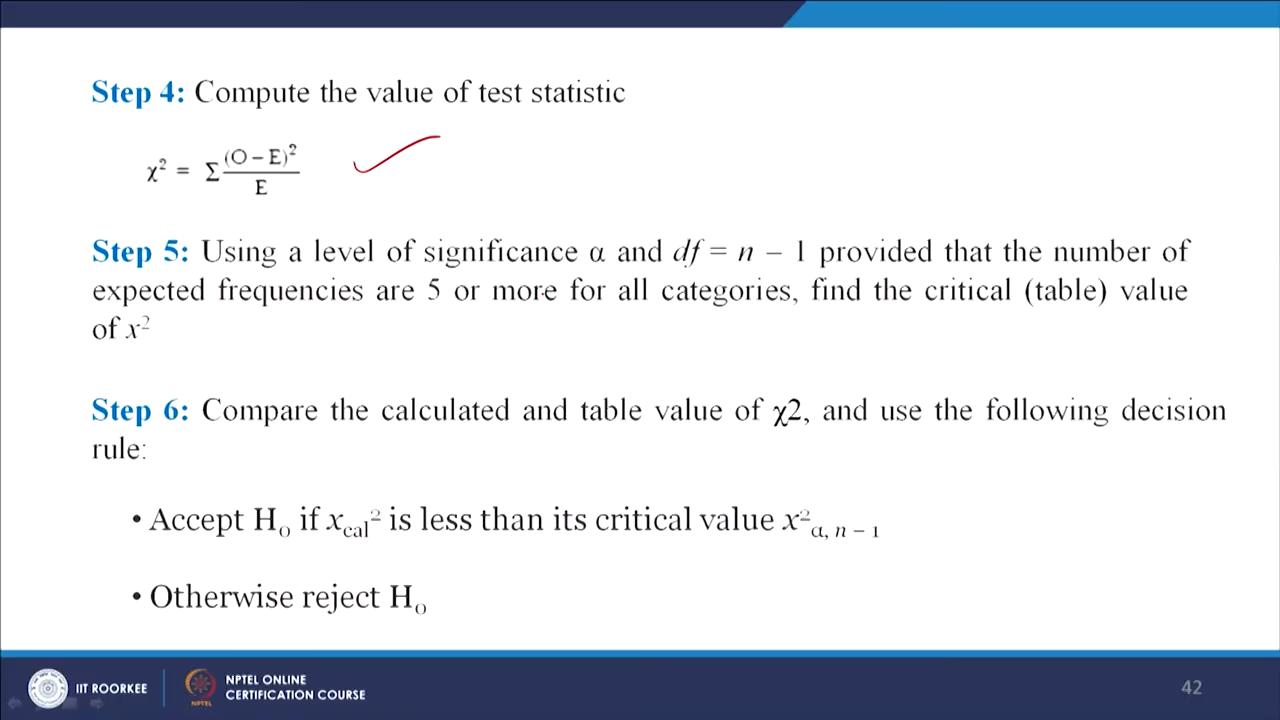 Step 4: Compute the value of test statistic
χ² = Σ (O – E)² / E
Step 5: Using a level of significance α and df = n – 1 provided that the number of
expected frequencies are 5 or more for all categories, find the critical (table) value
of x²
Step 6: Compare the calculated and table value of χ2, and use the following decision
rule:
• Accept H₀ if x_cal² is less than its critical value x²_α, n – 1
• Otherwise reject H₀
IIT ROORKEE
NPTEL ONLINE
CERTIFICATION COURSE
NPTEL
42